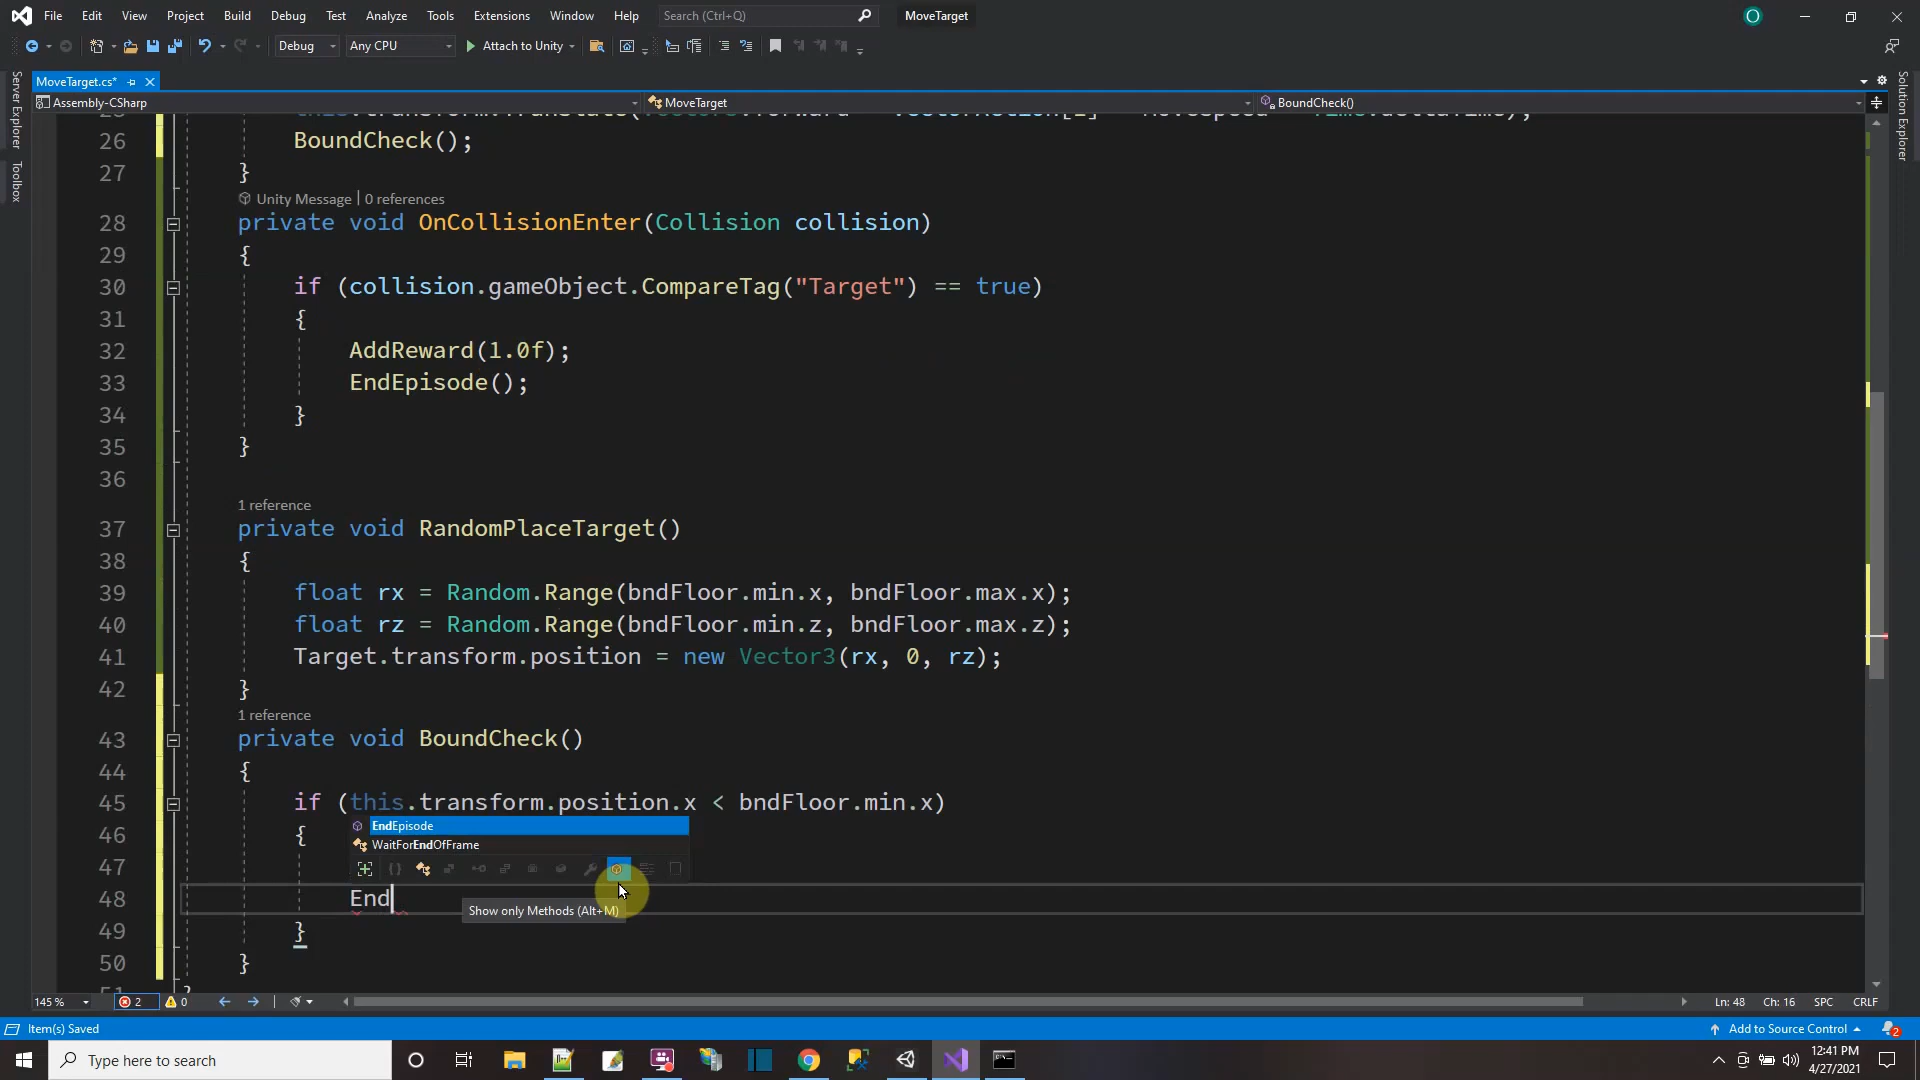 File Edit View Project Build Debug Test Analyze Tools Extensions Window Help Search (Ctrl+Q) MoveTarget O
Debug Any CPU Attach to Unity
MoveTarget.cs*
Assembly-CSharp MoveTarget BoundCheck()
Server Explorer
Toolbox
Solution Explorer
26 BoundCheck();
27 }
Unity Message | 0 references
28 private void OnCollisionEnter(Collision collision)
29 {
30 if (collision.gameObject.CompareTag("Target") == true)
31 {
32 AddReward(1.0f);
33 EndEpisode();
34 }
35 }
36
1 reference
37 private void RandomPlaceTarget()
38 {
39 float rx = Random.Range(bndFloor.min.x, bndFloor.max.x);
40 float rz = Random.Range(bndFloor.min.z, bndFloor.max.z);
41 Target.transform.position = new Vector3(rx, 0, rz);
42 }
1 reference
43 private void BoundCheck()
44 {
45 if (this.transform.position.x < bndFloor.min.x)
EndEpisode
46 {
WaitForEndOfFrame
47
48 End
Show only Methods (Alt+M)
49 }
50 }
145 % 2 0 Ln: 48 Ch: 16 SPC CRLF
Item(s) Saved Add to Source Control 2
Type here to search 12:41 PM
4/27/2021